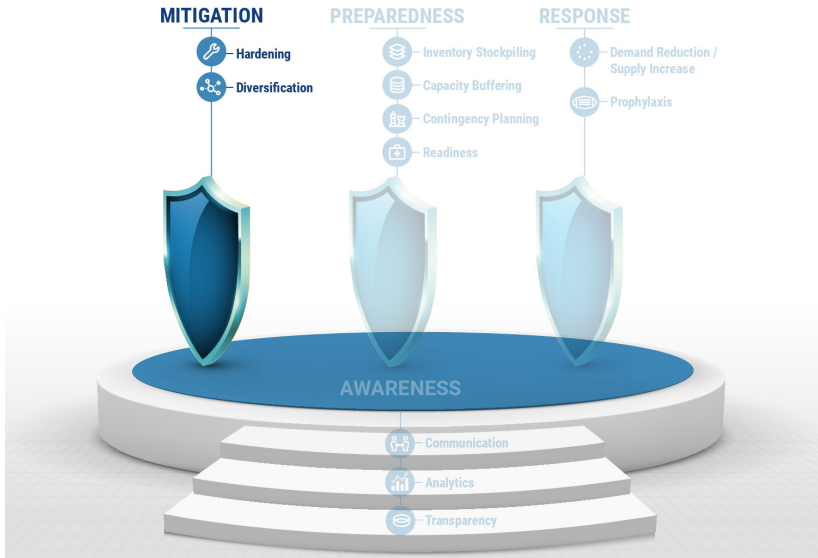 MITIGATION
Hardening
Diversification
PREPAREDNESS
Inventory Stockpiling
Capacity Buffering
Contingency Planning
Readiness
RESPONSE
Demand Reduction /
Supply Increase
Prophylaxis
AWARENESS
Communication
Analytics
Transparency